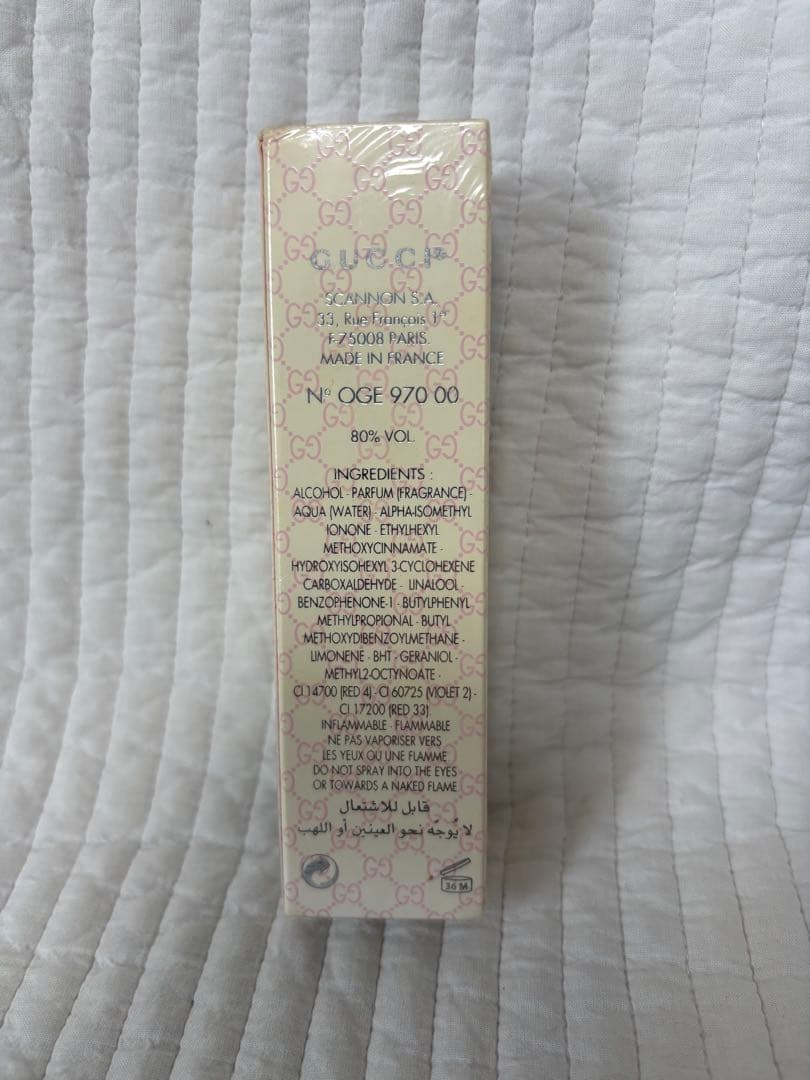 GUCCI
SCANNON S.A.
33, Rue François 1er
F-75008 PARIS.
MADE IN FRANCE
Nº OGE 970 00
80% VOL.
INGREDIENTS :
ALCOHOL - PARFUM (FRAGRANCE) -
AQUA (WATER) - ALPHA-ISOMETHYL
IONONE - ETHYLHEXYL
METHOXYCINNAMATE -
HYDROXYISOHEXYL 3-CYCLOHEXENE
CARBOXALDEHYDE - LINALOOL -
BENZOPHENONE-1 - BUTYLPHENYL
METHYLPROPIONAL - BUTYL
METHOXYDIBENZOYLMETHANE -
LIMONENE - BHT - GERANIOL -
METHYL2-OCTYNOATE -
CI 14700 (RED 4) - CI 60725 (VIOLET 2) -
CI 17200 (RED 33)
INFLAMMABLE - FLAMMABLE
NE PAS VAPORISER VERS
LES YEUX OU UNE FLAMME
DO NOT SPRAY INTO THE EYES
OR TOWARDS A NAKED FLAME
قابل للاشتعال
لا يُوجّه نحو العينين أو اللهب
36 M